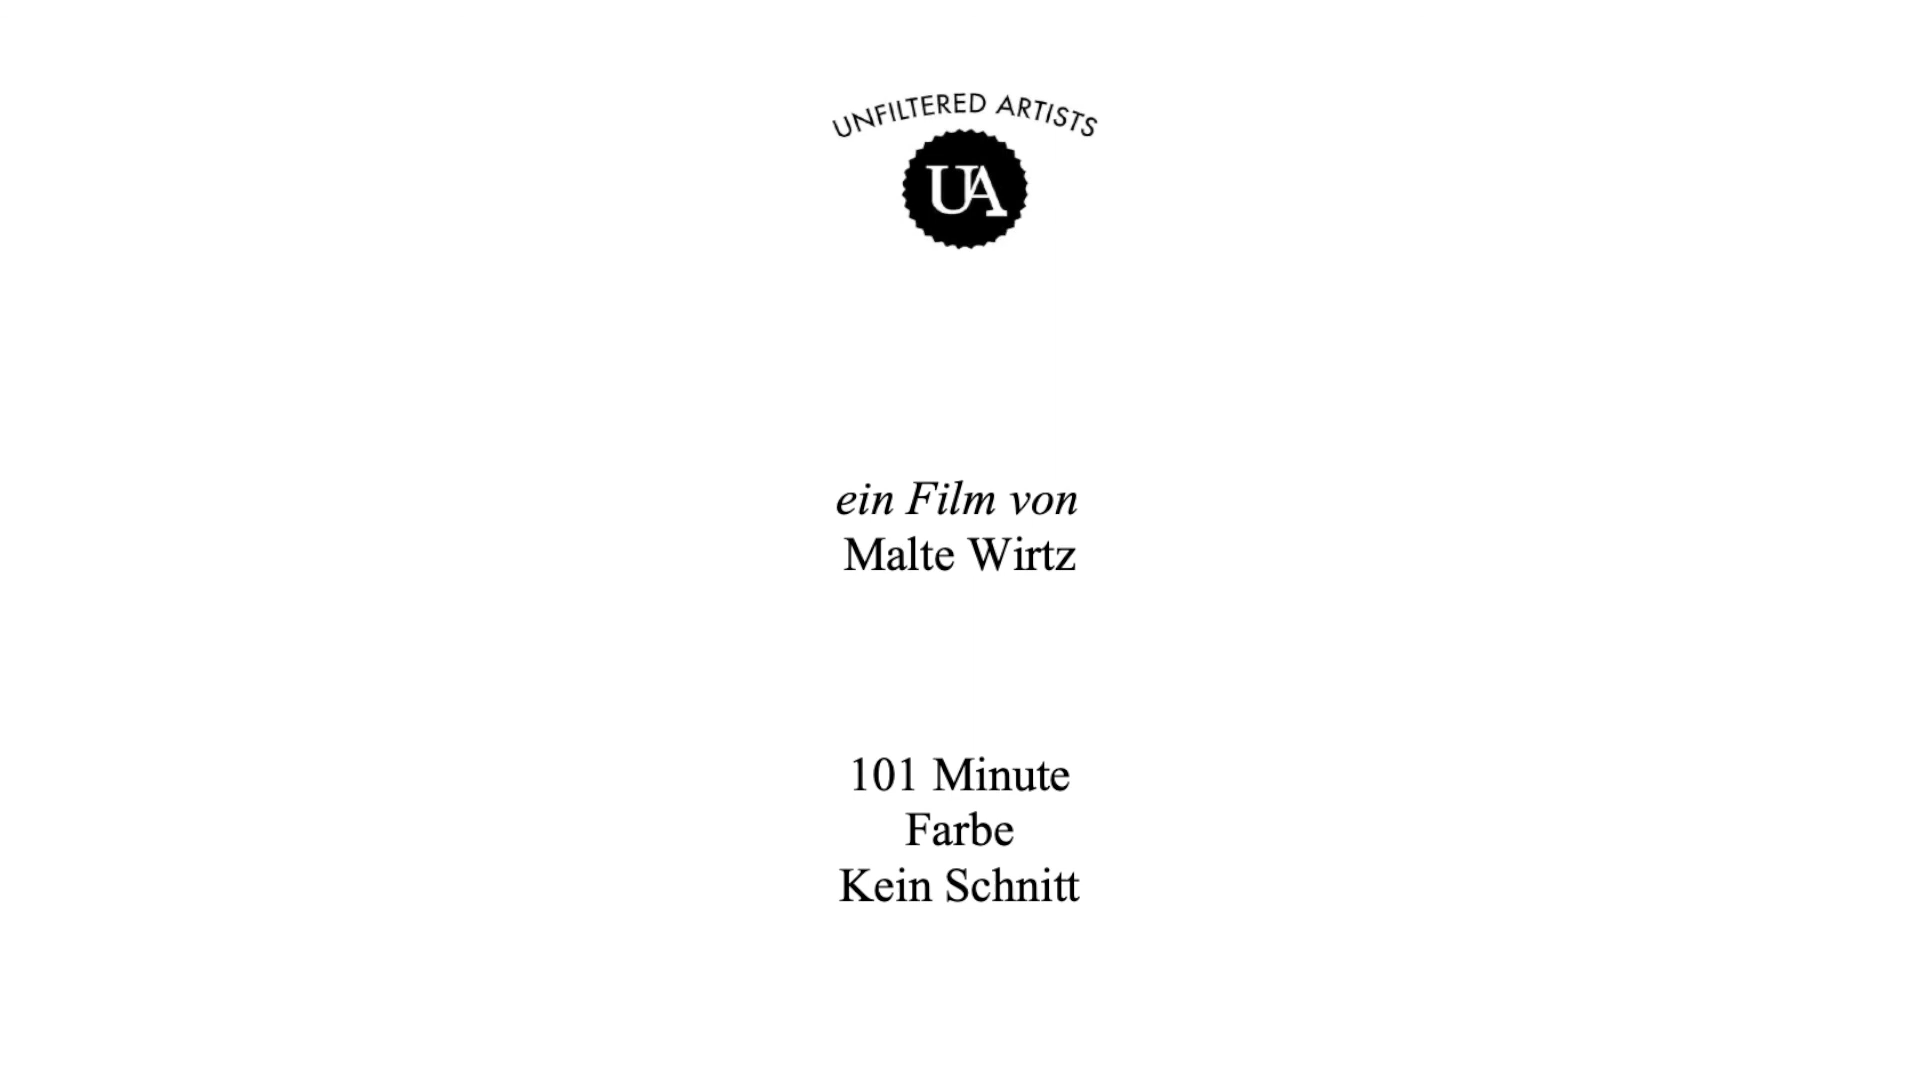 UNFILTERED ARTISTS
UA
ein Film von
Malte Wirtz
101 Minute
Farbe
Kein Schnitt